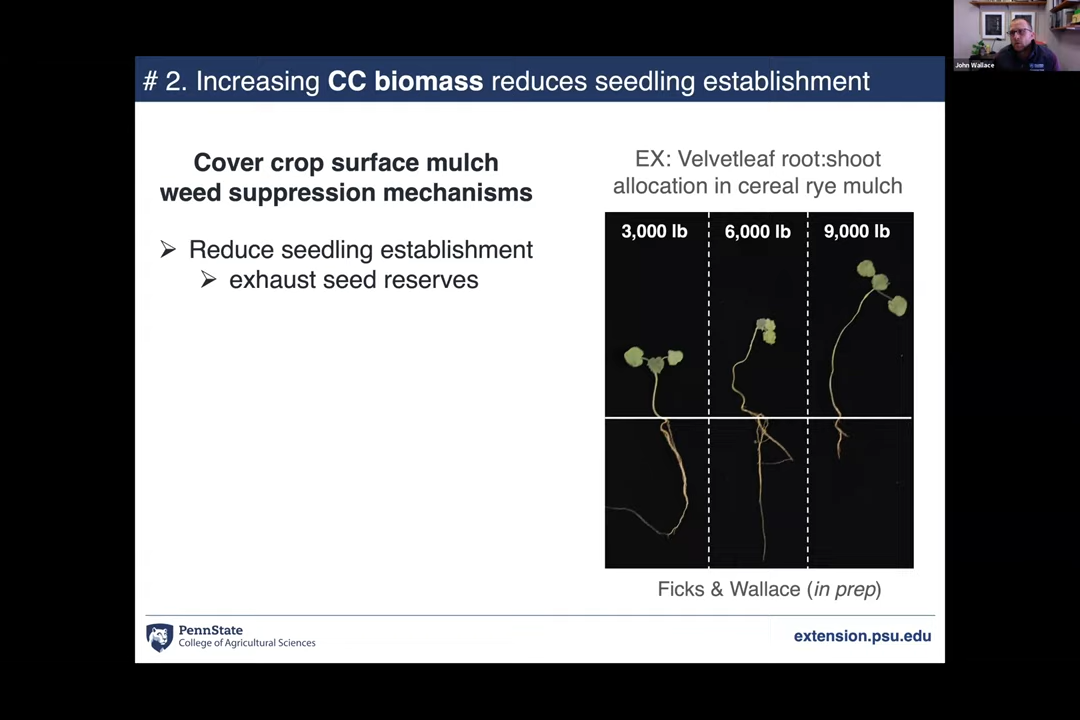 John Wallace
# 2. Increasing CC biomass reduces seedling establishment
Cover crop surface mulch
weed suppression mechanisms
➢ Reduce seedling establishment
➢ exhaust seed reserves
EX: Velvetleaf root:shoot
allocation in cereal rye mulch
3,000 lb
6,000 lb
9,000 lb
Ficks & Wallace (in prep)
PennState
College of Agricultural Sciences
extension.psu.edu